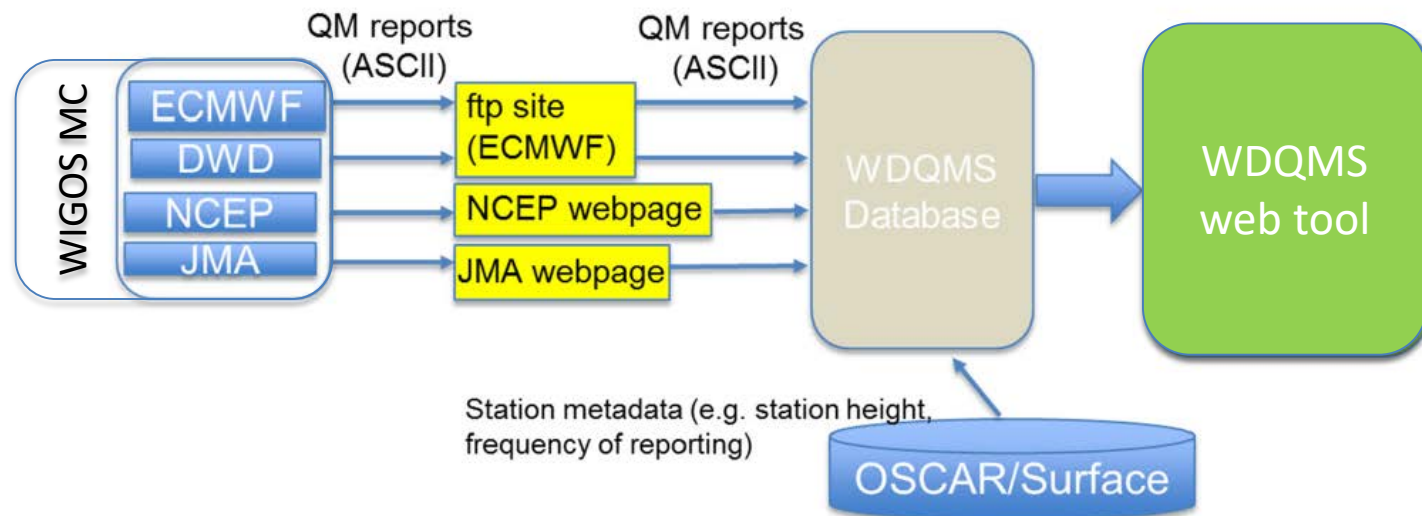 QM reports
(ASCII)
QM reports
(ASCII)
WIGOS MC
ECMWF
DWD
NCEP
JMA
ftp site
(ECMWF)
NCEP webpage
JMA webpage
WDQMS
Database
WDQMS
web tool
Station metadata (e.g. station height,
frequency of reporting)
OSCAR/Surface